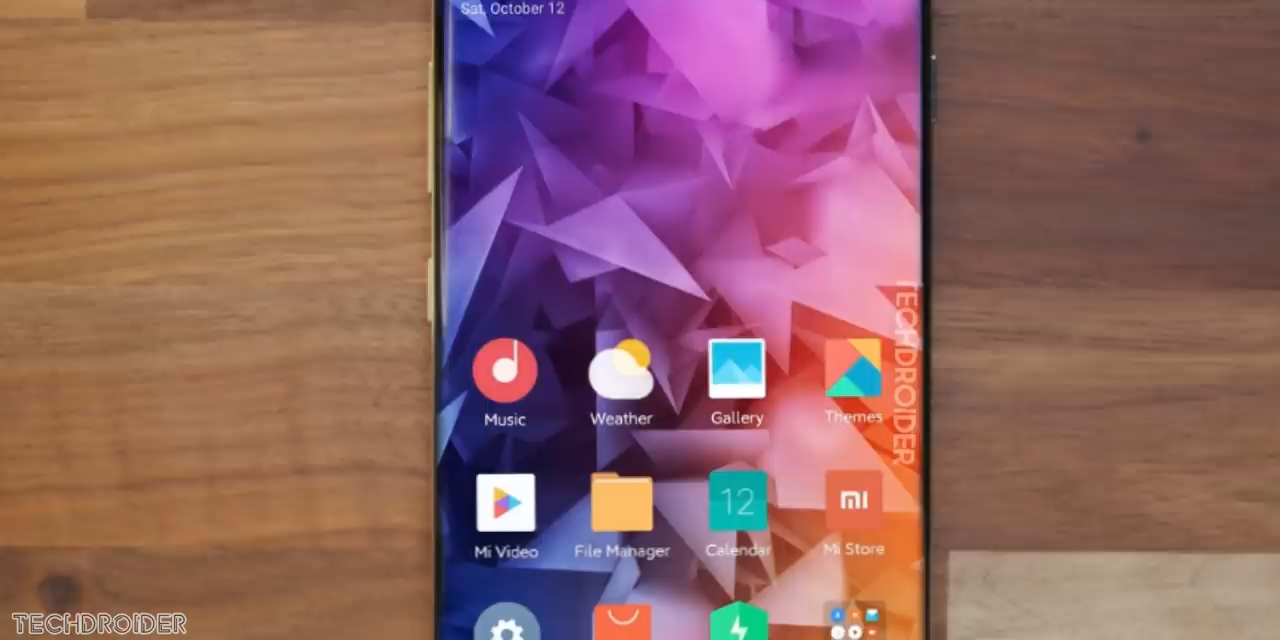 Sat, October 12
Music
Weather
Gallery
Themes
TECHDROIDER
Mi Video
File Manager
12
Calendar
mi
Mi Store
TECHDROIDER